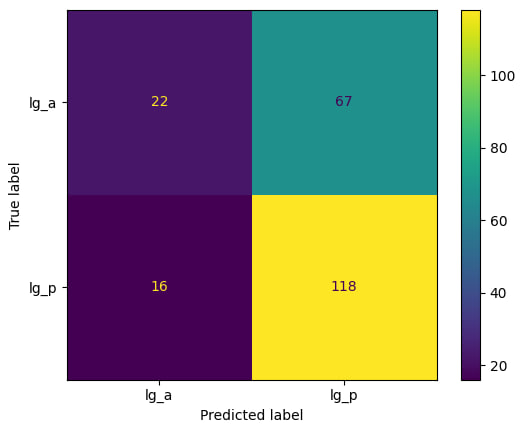 lg_a
22
67
lg_p
16
118
lg_a
lg_p
Predicted label
True label
100
80
60
40
20